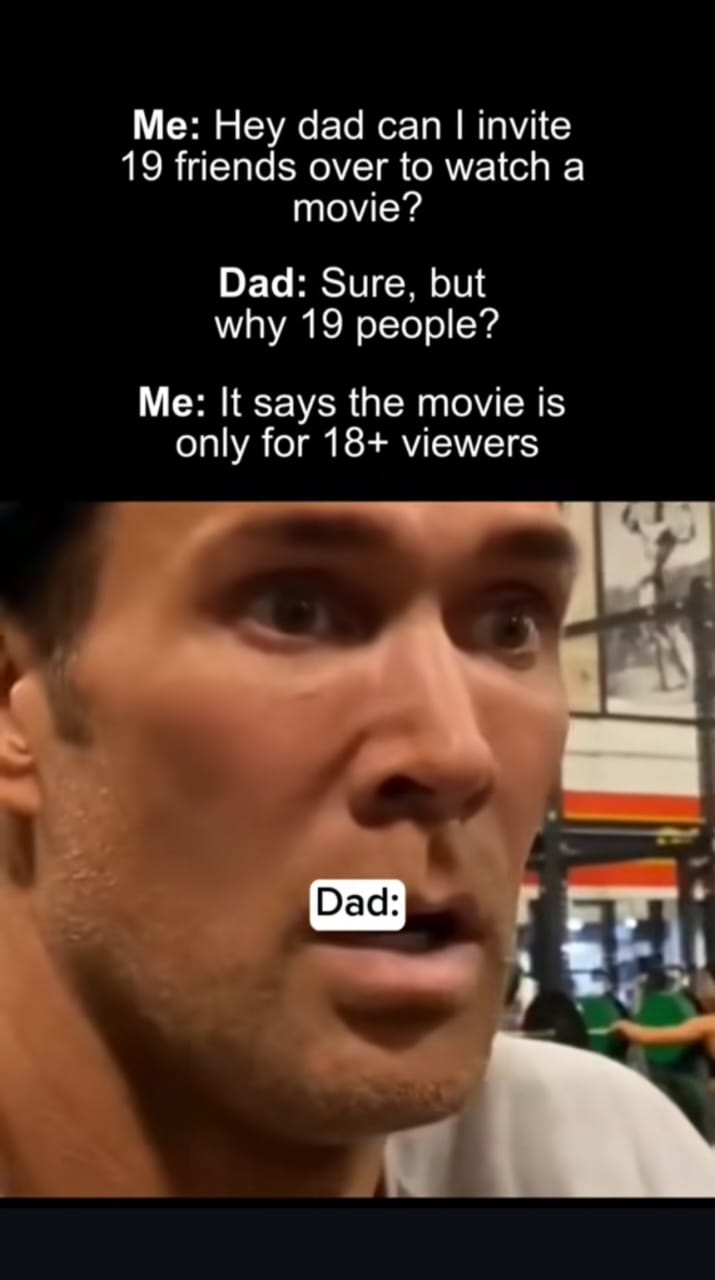 Me: Hey dad can I invite
19 friends over to watch a
movie?
Dad: Sure, but
why 19 people?
Me: It says the movie is
only for 18+ viewers
Dad: